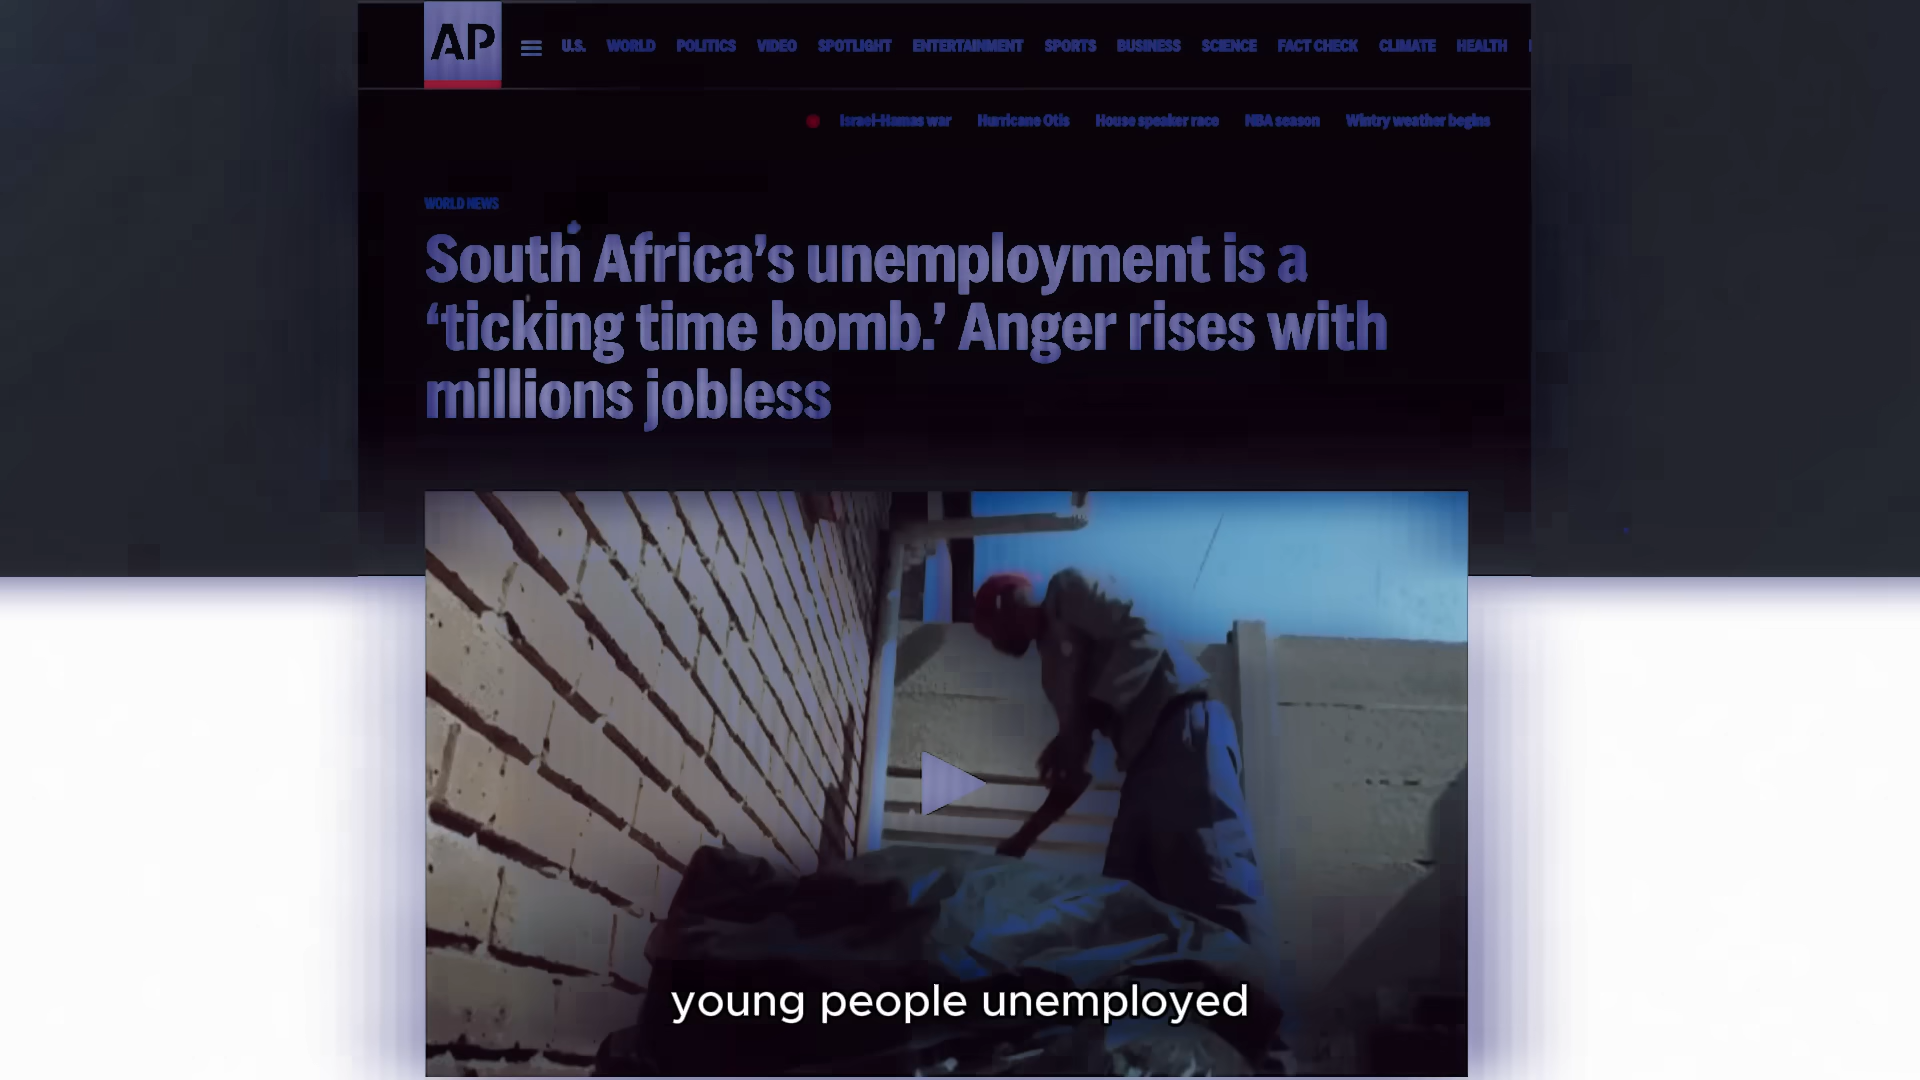 AP U.S. WORLD POLITICS VIDEO SPOTLIGHT ENTERTAINMENT SPORTS BUSINESS SCIENCE FACT CHECK CLIMATE HEALTH
Israel-Hamas war Hurricane Otis House speaker race NBA season Wintry weather begins
WORLD NEWS
South Africa’s unemployment is a
‘ticking time bomb.’ Anger rises with
millions jobless
young people unemployed